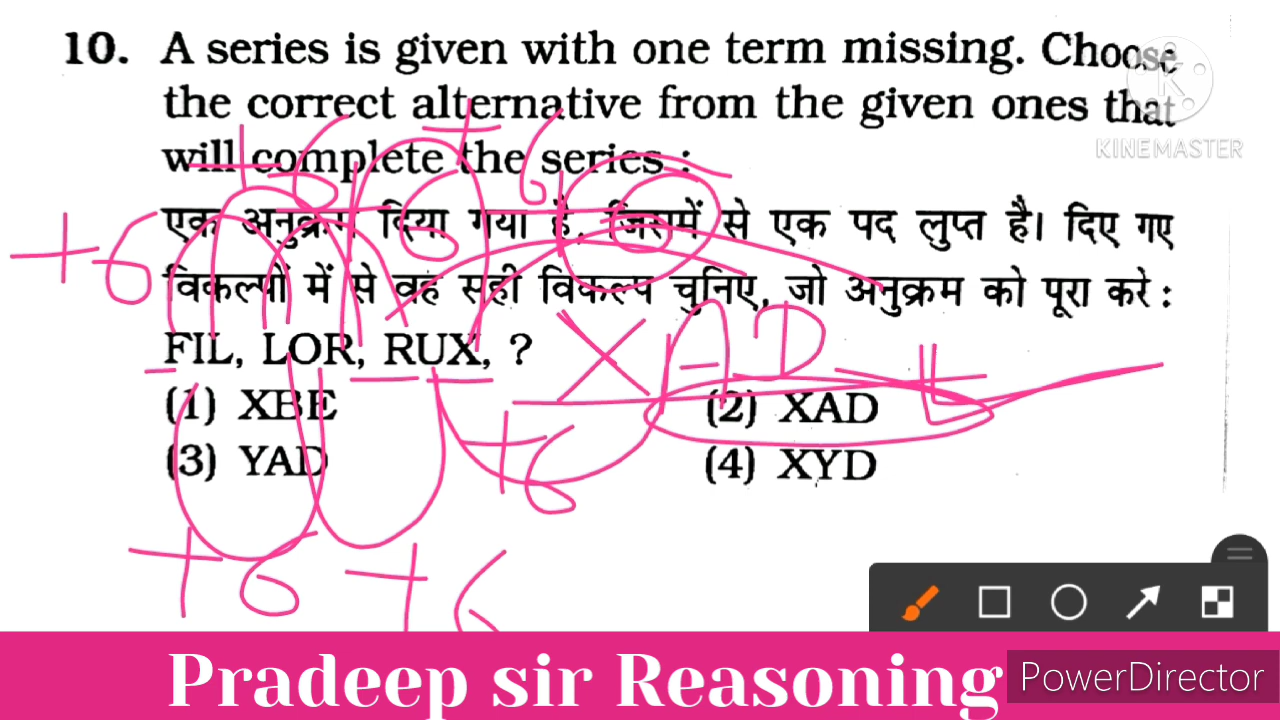 10. A series is given with one term missing. Choose
the correct alternative from the given ones that
will complete the series :
एक अनुक्रम दिया गया है, जिसमें से एक पद लुप्त है। दिए गए
विकल्पों में से वह सही विकल्प चुनिए, जो अनुक्रम को पूरा करे :
FIL, LOR, RUX, ?
(1) XBE
(2) XAD
(3) YAD
(4) XYD
KINEMASTER
+6
+6
+6
+6
XAD
+6
+6
+6
Pradeep sir Reasoning
PowerDirector